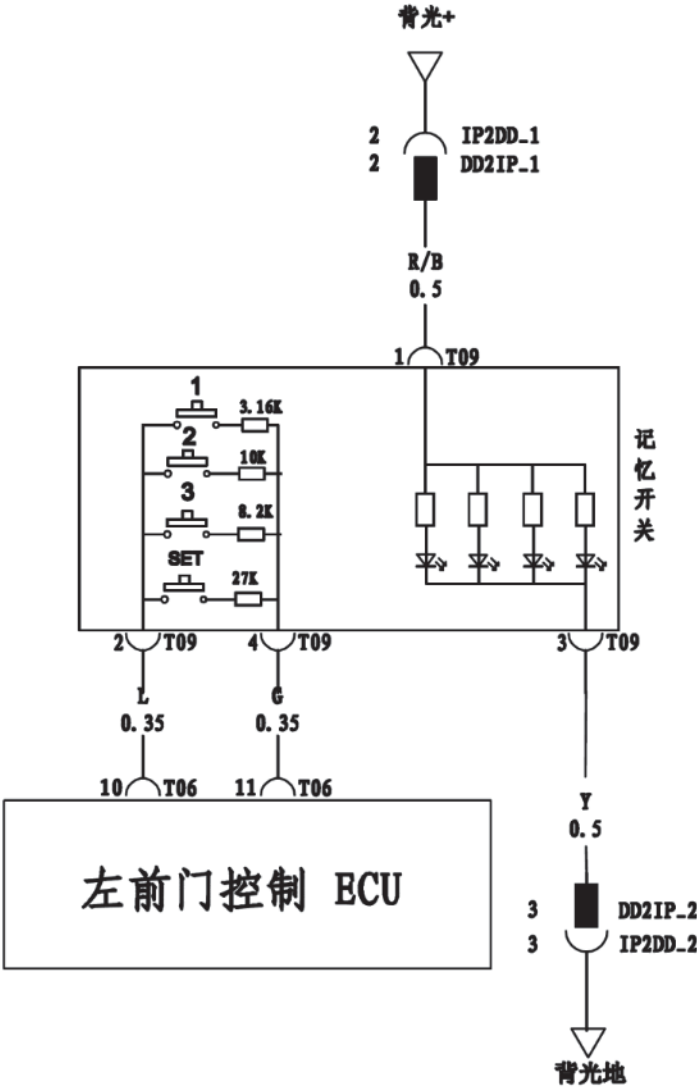 背光+
2 IP2DD_1
2 DD2IP_1
R/B
0.5
1 T09
1
3.16K
2
10K
3
8.2K
SET
27K
记忆开关
2 T09
4 T09
3 T09
L
0.35
G
0.35
10 T06
11 T06
左前门控制 ECU
Y
0.5
3 DD2IP_2
3 IP2DD_2
背光地